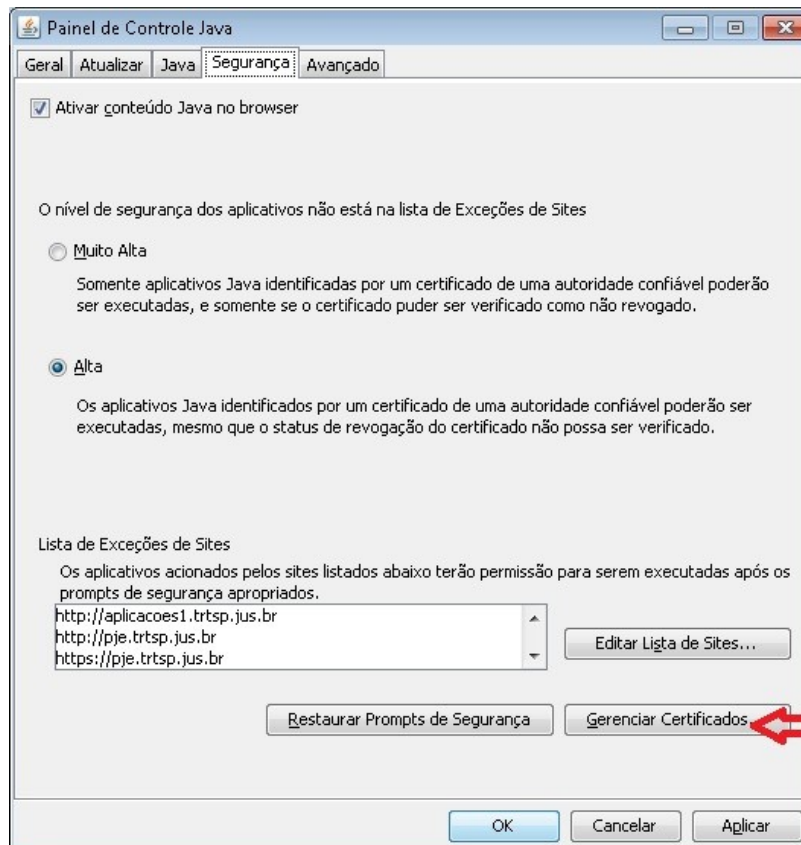 Painel de Controle Java
Geral Atualizar Java Segurança Avançado
Ativar conteúdo Java no browser
O nível de segurança dos aplicativos não está na lista de Exceções de Sites
Muito Alta
Somente aplicativos Java identificadas por um certificado de uma autoridade confiável poderão
ser executadas, e somente se o certificado puder ser verificado como não revogado.
Alta
Os aplicativos Java identificados por um certificado de uma autoridade confiável poderão ser
executadas, mesmo que o status de revogação do certificado não possa ser verificado.
Lista de Exceções de Sites
Os aplicativos acionados pelos sites listados abaixo terão permissão para serem executadas após os
prompts de segurança apropriados.
http://aplicacoes1.trtsp.jus.br
http://pje.trtsp.jus.br
https://pje.trtsp.jus.br
Editar Lista de Sites...
Restaurar Prompts de Segurança Gerenciar Certificados
OK Cancelar Aplicar